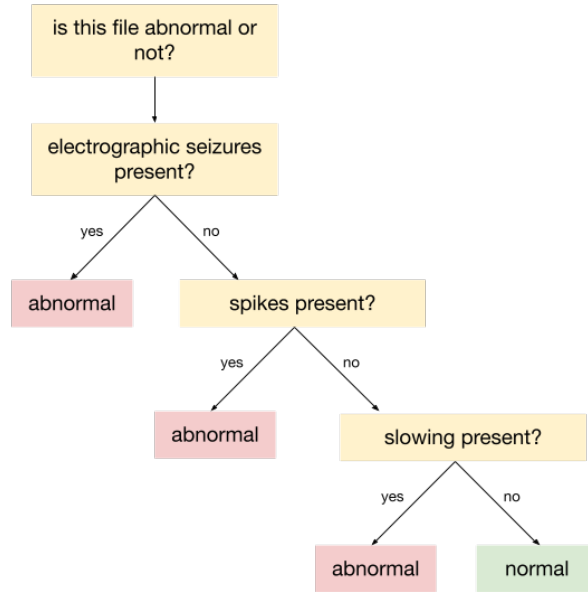 is this file abnormal or
not?
electrographic seizures
present?
yes
no
abnormal
spikes present?
yes
no
abnormal
slowing present?
yes
no
abnormal
normal